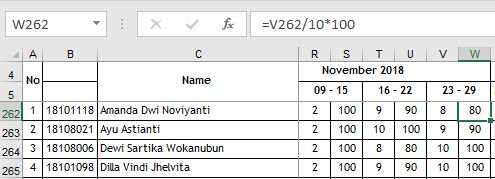 W262 fx =V262/10*100
A B C R S T U V W
4 No Name November 2018
5 09 - 15 16 - 22 23 - 29
262 1 18101118 Amanda Dwi Noviyanti 2 100 9 90 8 80
263 2 18108021 Ayu Astianti 2 100 10 100 9 90
264 3 18108006 Dewi Sartika Wokanubun 2 100 8 80 10 100
265 4 18101098 Dilla Vindi Jhelvita 2 100 9 90 10 100